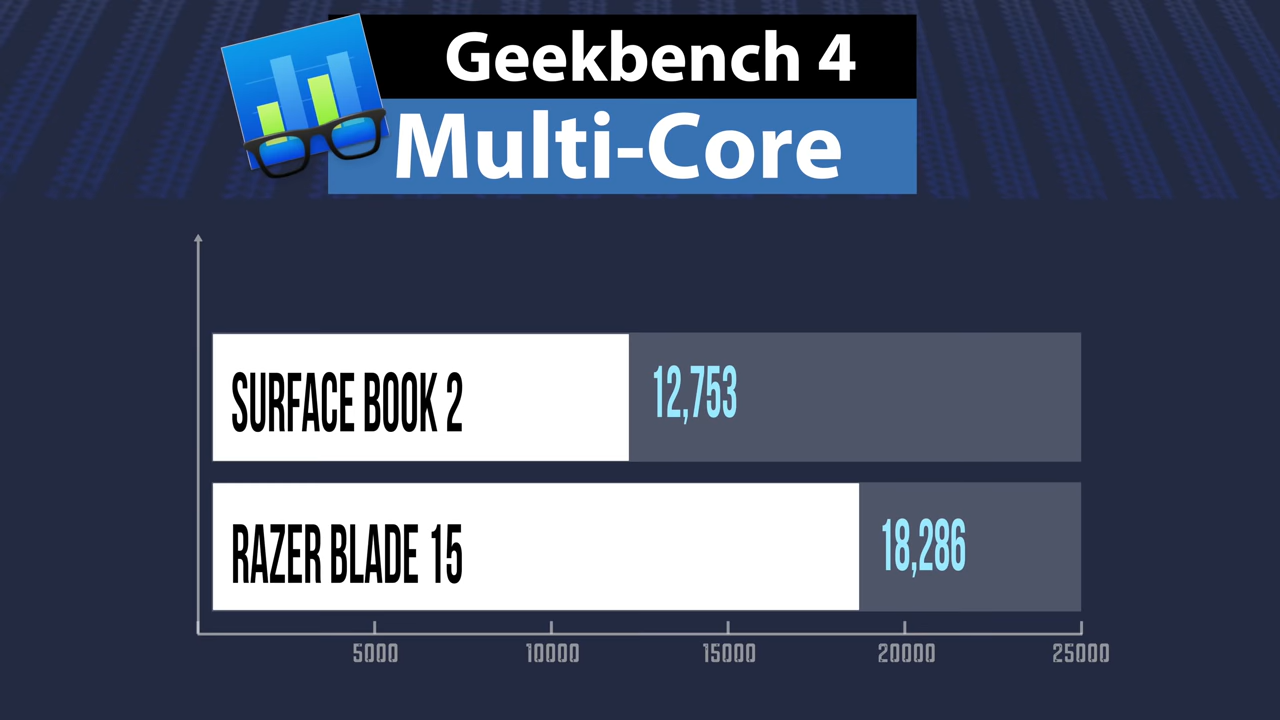 Geekbench 4
Multi-Core
SURFACE BOOK 2
12,753
RAZER BLADE 15
18,286
5000 10000 15000 20000 25000